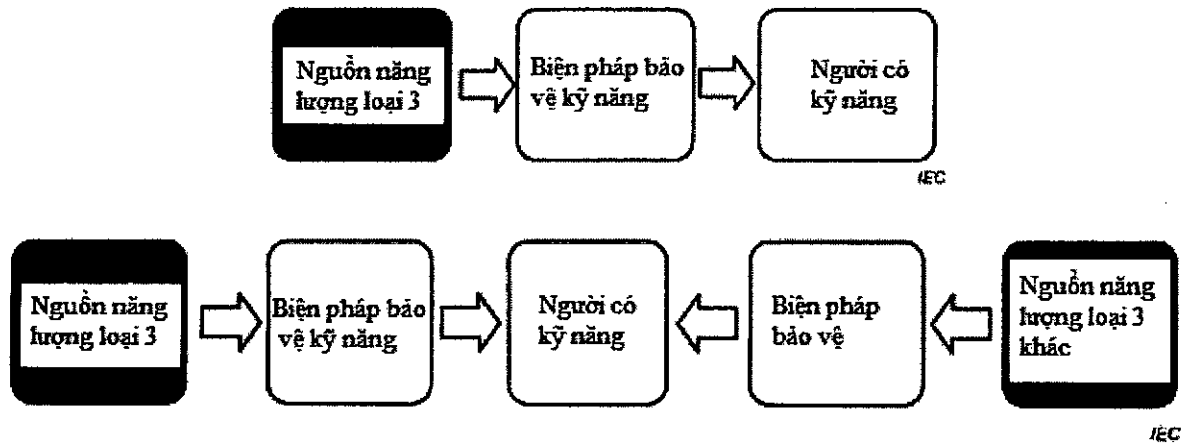 Nguồn năng
lượng loại 3
Biện pháp bảo
vệ kỹ năng
Người có
kỹ năng
IEC
Nguồn năng
lượng loại 3
Biện pháp bảo
vệ kỹ năng
Người có
kỹ năng
Biện pháp
bảo vệ
Nguồn năng
lượng loại 3
khác
IEC